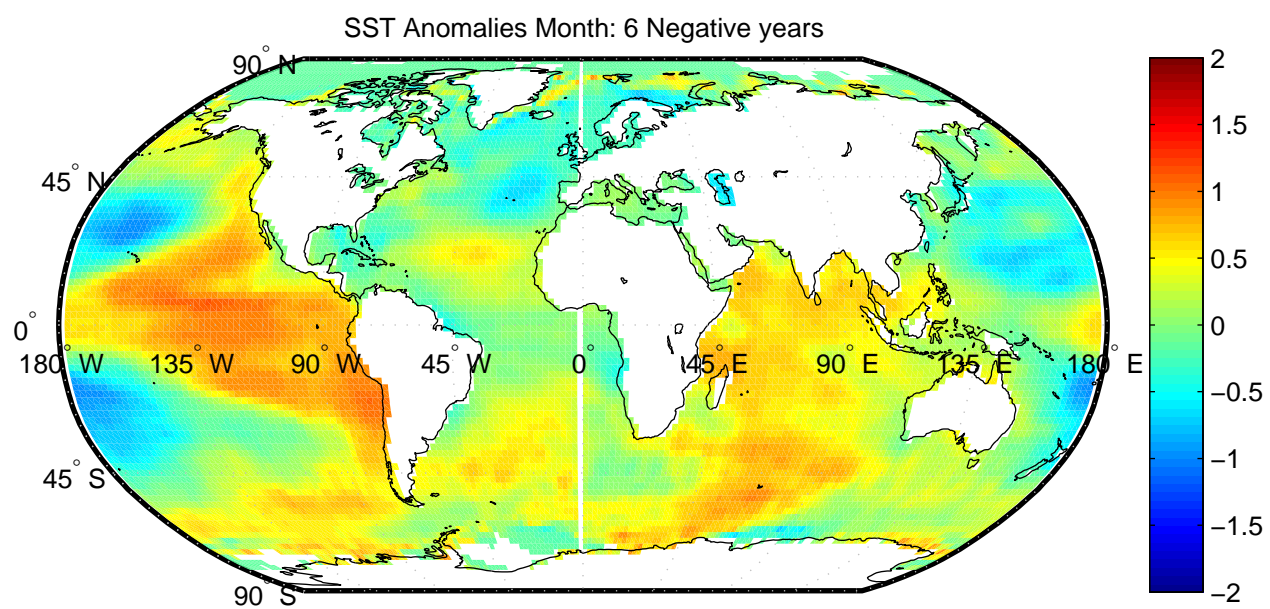 SST Anomalies Month: 6 Negative years
90° N
45° N
0°
180° W 135° W 90° W 45° W 0° 45° E 90° E 135° E 180° E
45° S
90° S
2
1.5
1
0.5
0
−0.5
−1
−1.5
−2